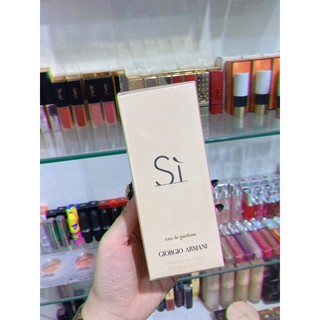 Sì
eau de parfum
GIORGIO ARMANI